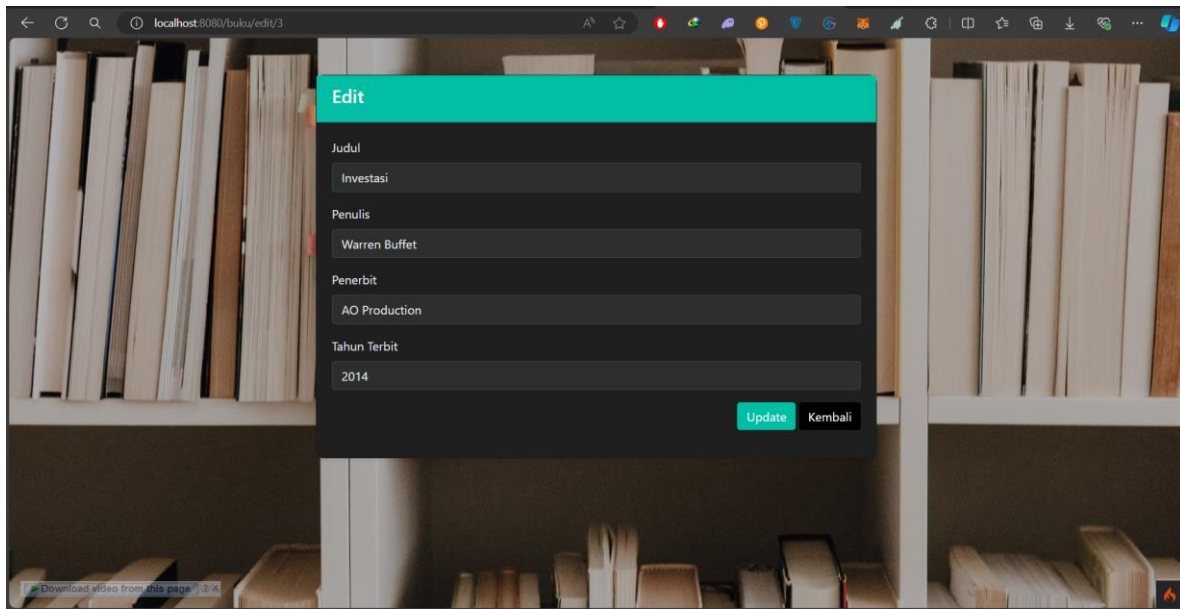 localhost:8080/buku/edit/3
Edit
Judul
Investasi
Penulis
Warren Buffet
Penerbit
AO Production
Tahun Terbit
2014
Update Kembali
Download video from this page